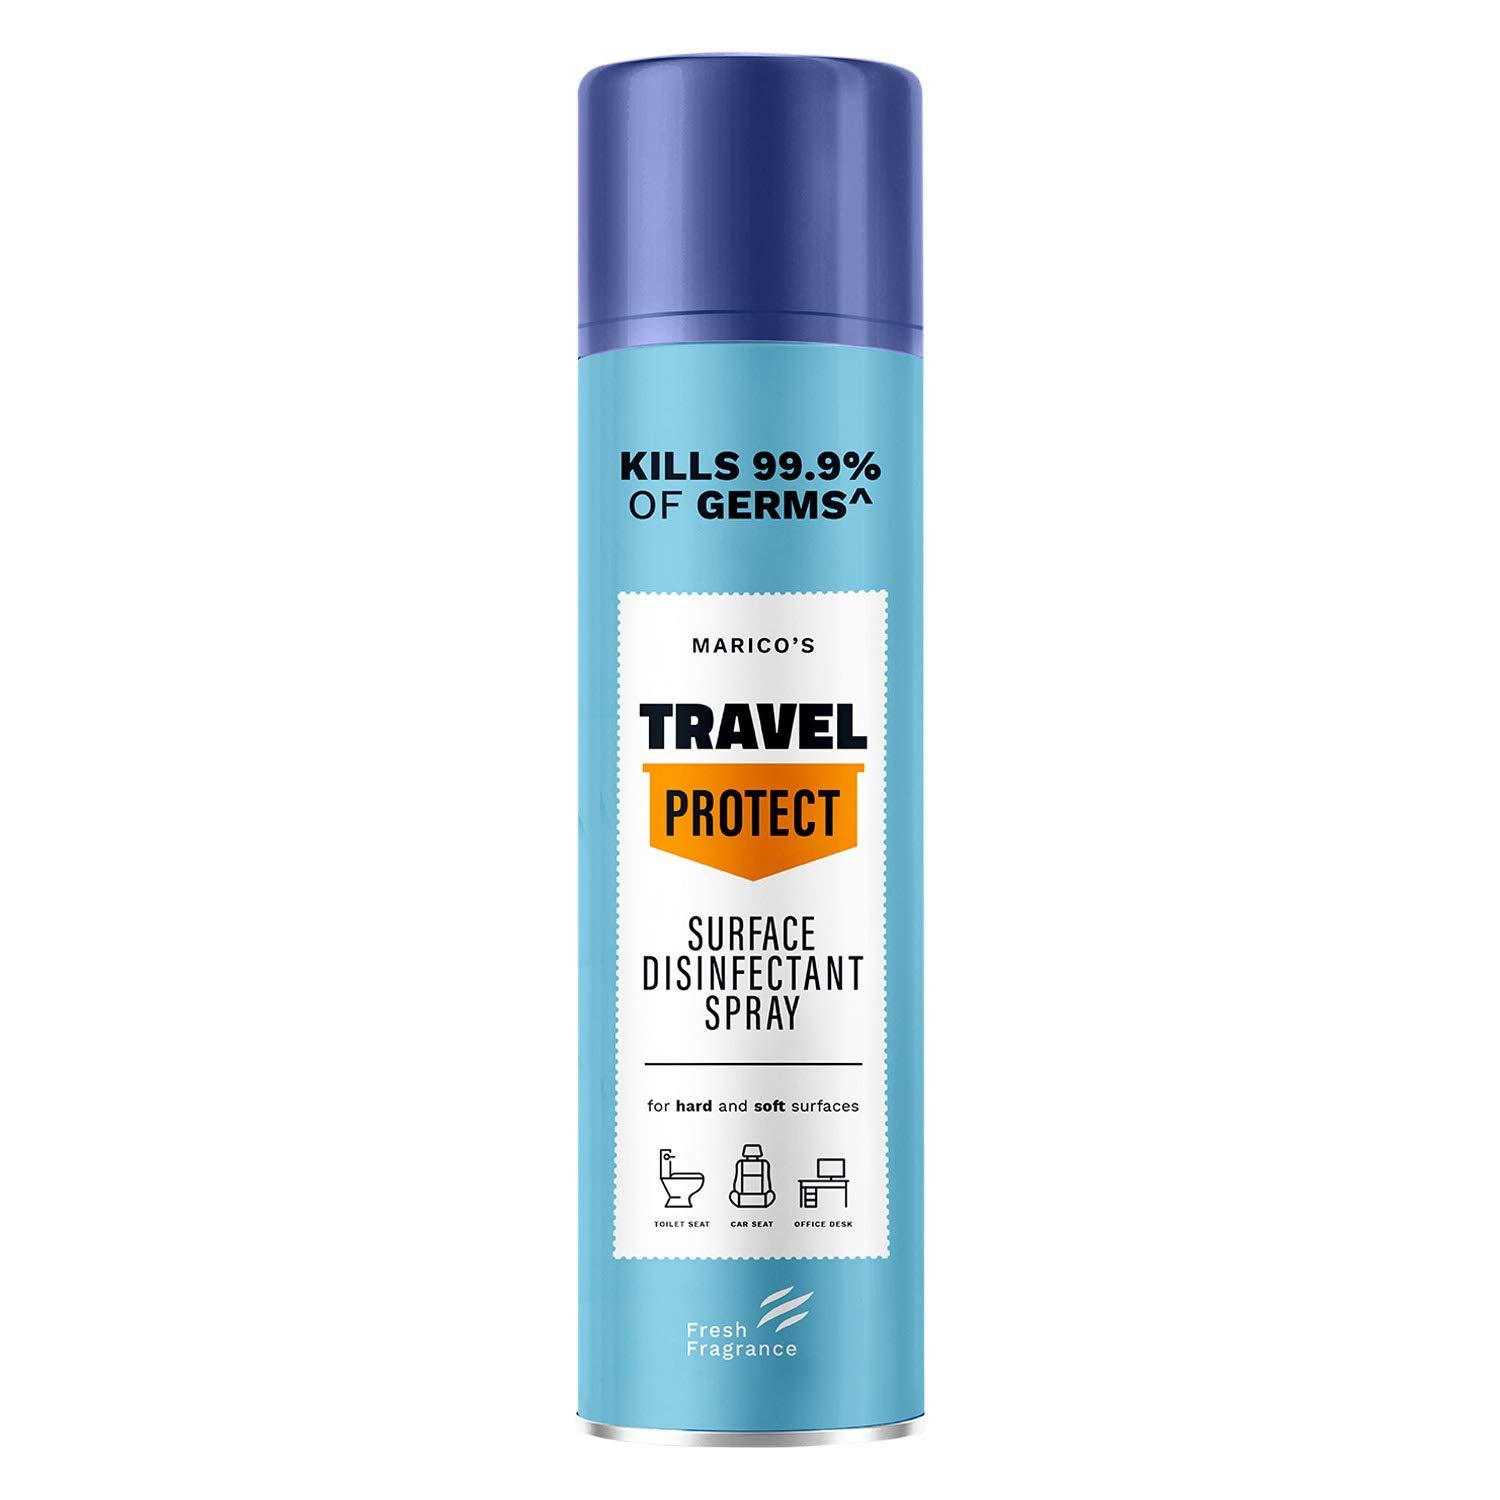 KILLS 99.9%
OF GERMS^
MARICO'S
TRAVEL
PROTECT
SURFACE
DISINFECTANT
SPRAY
for hard and soft surfaces
TOILET SEAT CAR SEAT OFFICE DESK
Fresh
Fragrance